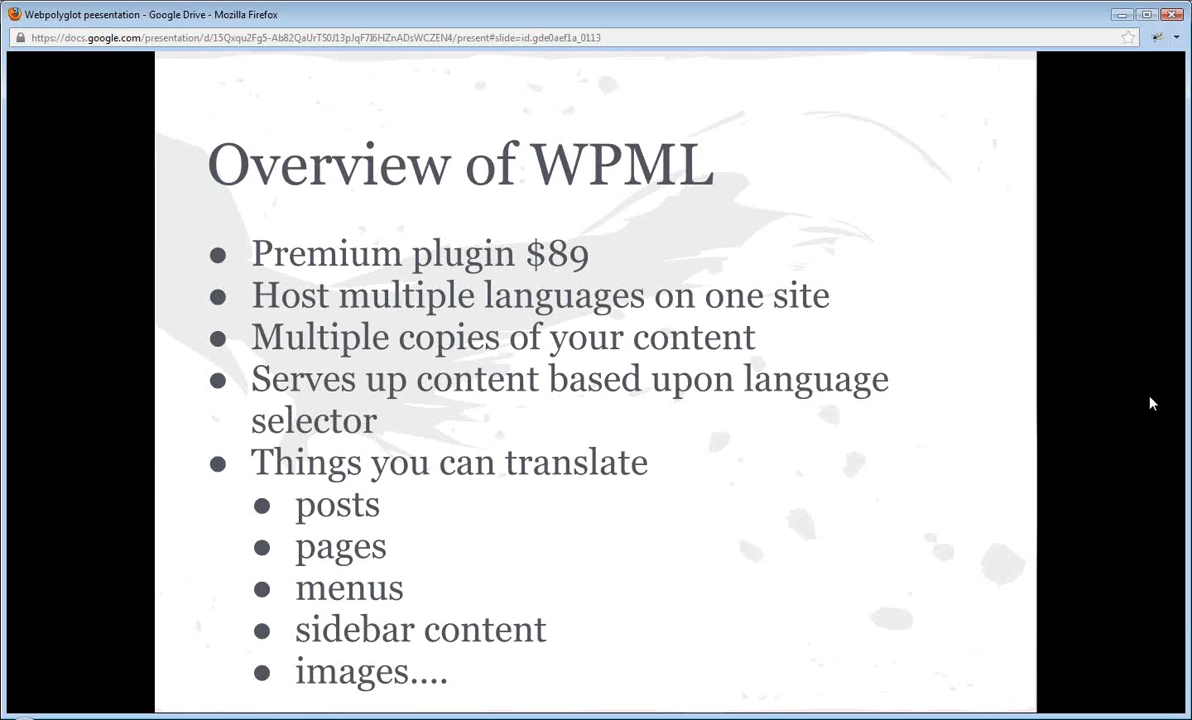 Webpolyglot peesentation - Google Drive - Mozilla Firefox
https://docs.google.com/presentation/d/15Qxqu2Fg5-Ab82QaUrTS0J13pJqF7I6HZnADsWCZEN4/present#slide=id.gde0aef1a_0113
Overview of WPML
● Premium plugin $89
● Host multiple languages on one site
● Multiple copies of your content
● Serves up content based upon language
selector
● Things you can translate
● posts
● pages
● menus
● sidebar content
● images....